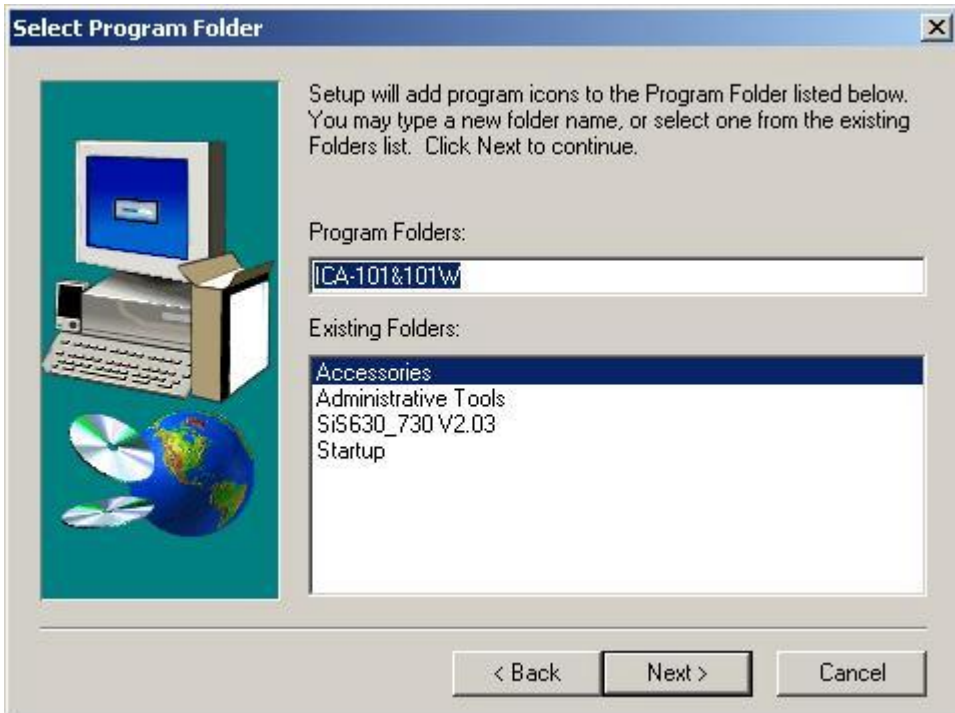 Select Program Folder
Setup will add program icons to the Program Folder listed below.
You may type a new folder name, or select one from the existing
Folders list.  Click Next to continue.
Program Folders:
ICA-101&101W
Existing Folders:
Accessories
Administrative Tools
SiS630_730 V2.03
Startup
< Back
Next >
Cancel